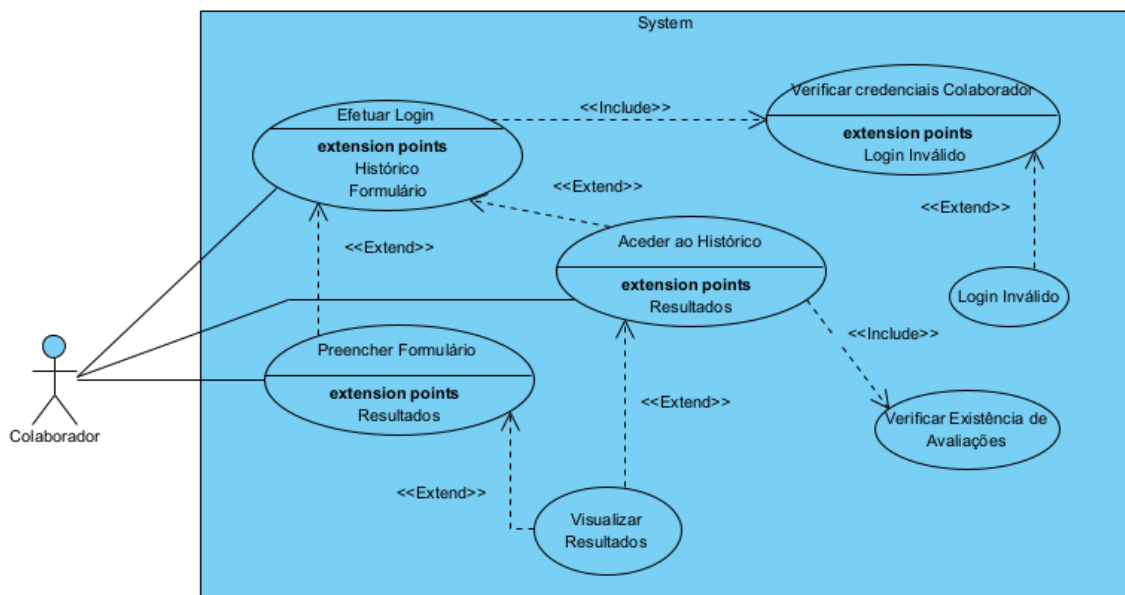 System
Efetuar Login
extension points
Histórico
Formulário
<<Include>>
Verificar credenciais Colaborador
extension points
Login Inválido
<<Extend>>
<<Extend>>
<<Extend>>
Aceder ao Histórico
extension points
Resultados
Login Inválido
<<Include>>
Preencher Formulário
extension points
Resultados
<<Extend>>
Verificar Existência de
Avaliações
Colaborador
<<Extend>>
Visualizar
Resultados